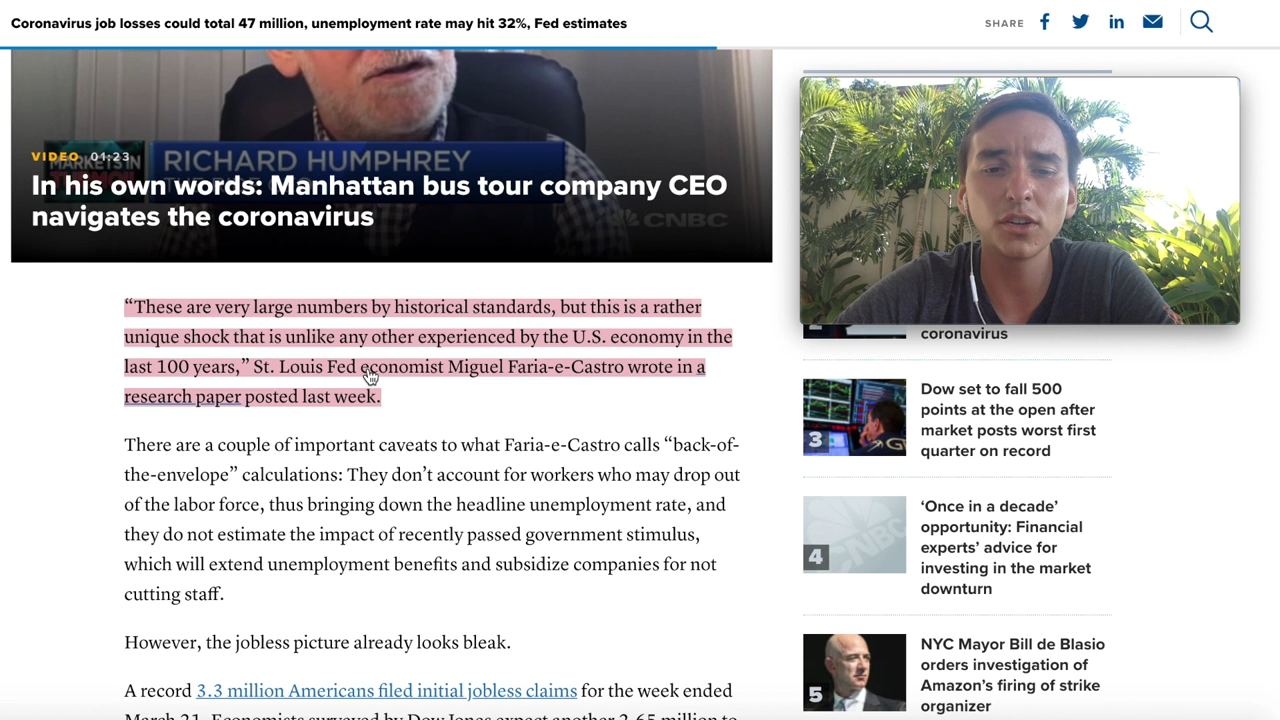 Coronavirus job losses could total 47 million, unemployment rate may hit 32%, Fed estimates
SHARE
VIDEO 01:23
MARKETS IN
RICHARD HUMPHREY
In his own words: Manhattan bus tour company CEO
navigates the coronavirus
CNBC
“These are very large numbers by historical standards, but this is a rather
unique shock that is unlike any other experienced by the U.S. economy in the
last 100 years,” St. Louis Fed economist Miguel Faria-e-Castro wrote in a
research paper posted last week.
There are a couple of important caveats to what Faria-e-Castro calls “back-of-
the-envelope” calculations: They don’t account for workers who may drop out
of the labor force, thus bringing down the headline unemployment rate, and
they do not estimate the impact of recently passed government stimulus,
which will extend unemployment benefits and subsidize companies for not
cutting staff.
However, the jobless picture already looks bleak.
A record 3.3 million Americans filed initial jobless claims for the week ended
March 21. Economists surveyed by Dow Jones expect another 2.65 million to
2
coronavirus
3
Dow set to fall 500
points at the open after
market posts worst first
quarter on record
4
CNBC
‘Once in a decade’
opportunity: Financial
experts’ advice for
investing in the market
downturn
5
NYC Mayor Bill de Blasio
orders investigation of
Amazon’s firing of strike
organizer